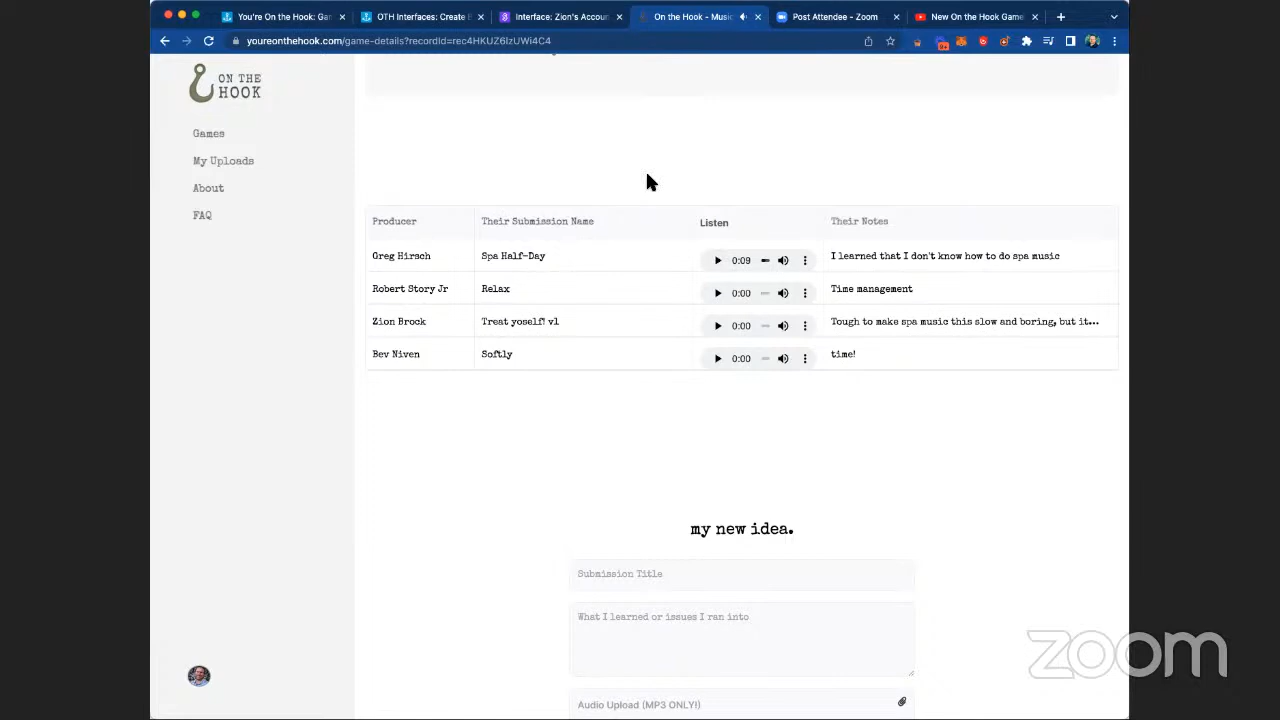 You're On the Hook: Gam
OTH Interfaces: Create B
Interface: Zion's Accoun
On the Hook - Music
Post Attendee - Zoom
New On the Hook Game
youreonthehook.com/game-details?recordId=rec4HKUZ6IzUWi4C4
ON THE
HOOK
Games
My Uploads
About
FAQ
Producer Their Submission Name Listen Their Notes
Greg Hirsch Spa Half-Day 0:09 I learned that I don't know how to do spa music
Robert Story Jr Relax 0:00 Time management
Zion Brock Treat yoself! v1 0:00 Tough to make spa music this slow and boring, but it...
Bev Niven Softly 0:00 time!
my new idea.
Submission Title
What I learned or issues I ran into
Audio Upload (MP3 ONLY!)
zoom